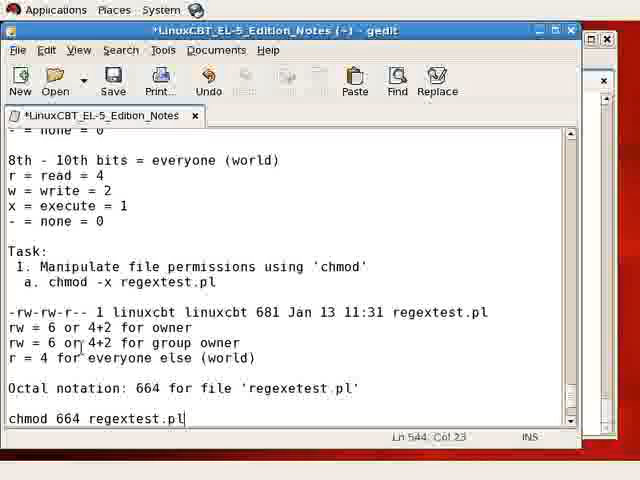 Applications Places System
*LinuxCBT_EL-5_Edition_Notes (~) - gedit
File Edit View Search Tools Documents Help
New Open Save Print... Undo Paste Find Replace
*LinuxCBT_EL-5_Edition_Notes
- = none = 0
8th - 10th bits = everyone (world)
r = read = 4
w = write = 2
x = execute = 1
- = none = 0
Task:
1. Manipulate file permissions using 'chmod'
a. chmod -x regextest.pl
-rw-rw-r-- 1 linuxcbt linuxcbt 681 Jan 13 11:31 regextest.pl
rw = 6 or 4+2 for owner
rw = 6 or 4+2 for group owner
r = 4 for everyone else (world)
Octal notation: 664 for file 'regexetest.pl'
chmod 664 regextest.pl
Ln 544, Col 23 INS